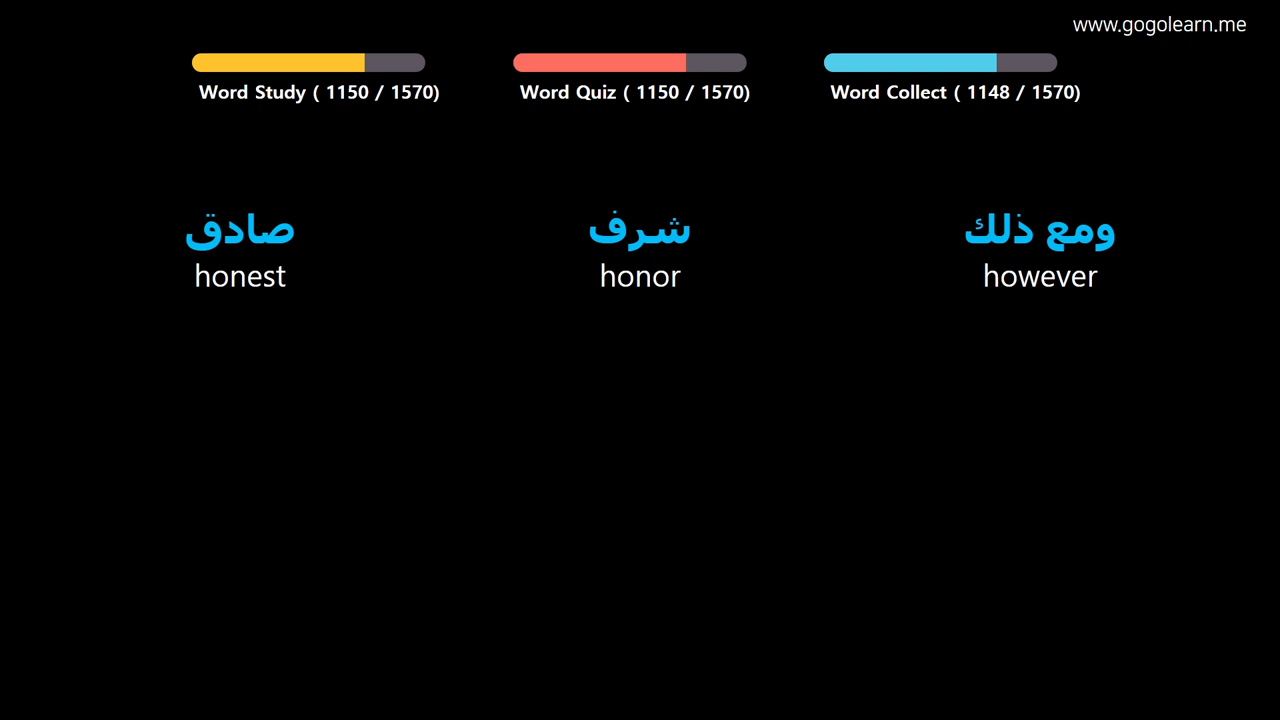 www.gogolearn.me
Word Study ( 1150 / 1570)
Word Quiz ( 1150 / 1570)
Word Collect ( 1148 / 1570)
صادق
honest
شرف
honor
ومع ذلك
however